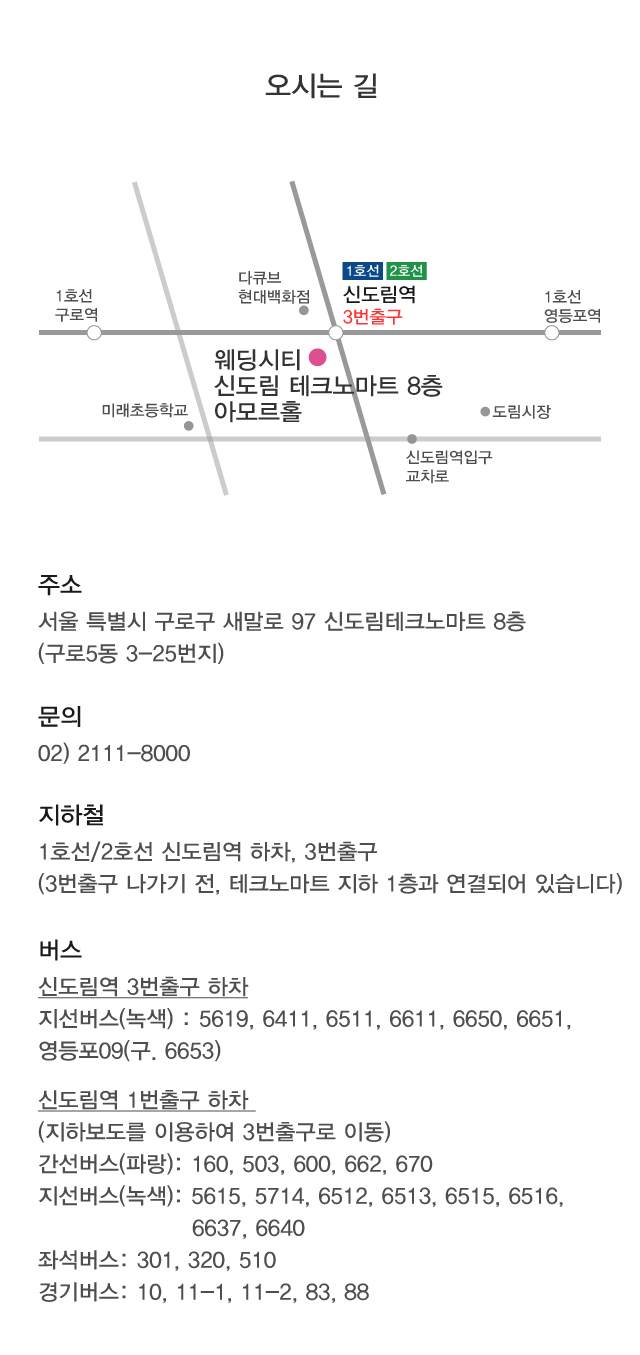 오시는 길
1호선 2호선
다큐브
현대백화점
신도림역
3번출구
1호선
구로역
1호선
영등포역
웨딩시티
신도림 테크노마트 8층
아모르홀
미래초등학교
도림시장
신도림역입구
교차로
주소
서울 특별시 구로구 새말로 97 신도림테크노마트 8층
(구로5동 3-25번지)
문의
02) 2111-8000
지하철
1호선/2호선 신도림역 하차, 3번출구
(3번출구 나가기 전, 테크노마트 지하 1층과 연결되어 있습니다)
버스
신도림역 3번출구 하차
지선버스(녹색) : 5619, 6411, 6511, 6611, 6650, 6651,
영등포09(구. 6653)
신도림역 1번출구 하차
(지하보도를 이용하여 3번출구로 이동)
간선버스(파랑): 160, 503, 600, 662, 670
지선버스(녹색): 5615, 5714, 6512, 6513, 6515, 6516,
6637, 6640
좌석버스: 301, 320, 510
경기버스: 10, 11-1, 11-2, 83, 88